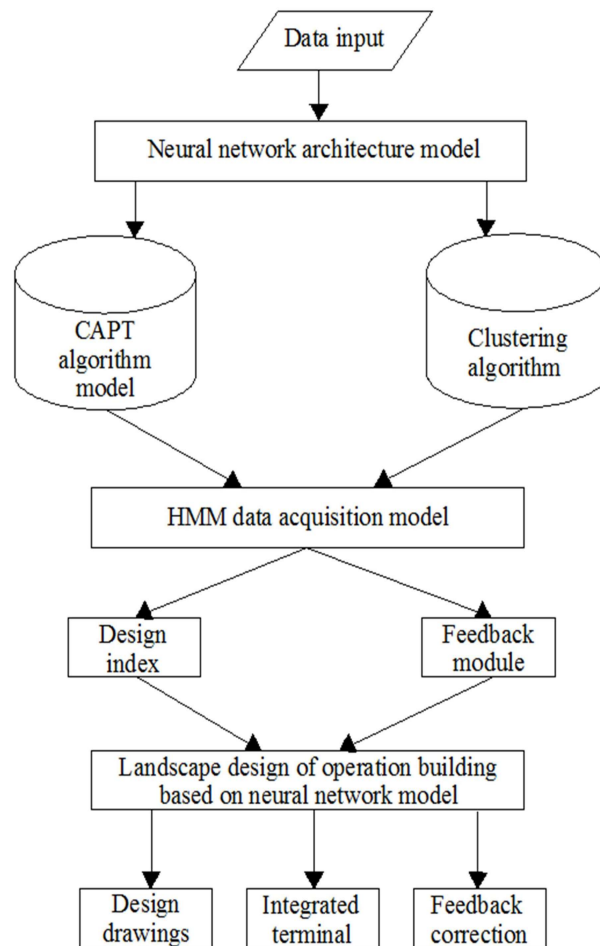 Data input
Neural network architecture model
CAPT
algorithm
model
Clustering
algorithm
HMM data acquisition model
Design
index
Feedback
module
Landscape design of operation building
based on neural network model
Design
drawings
Integrated
terminal
Feedback
correction